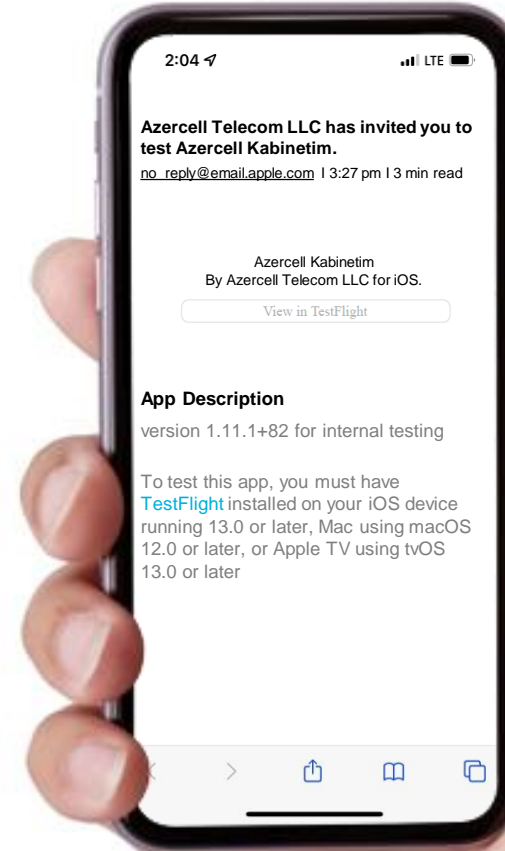 2:04 LTE
Azercell Telecom LLC has invited you to
test Azercell Kabinetim.
no_reply@email.apple.com I 3:27 pm I 3 min read
Azercell Kabinetim
By Azercell Telecom LLC for iOS.
View in TestFlight
App Description
version 1.11.1+82 for internal testing
To test this app, you must have
TestFlight installed on your iOS device
running 13.0 or later, Mac using macOS
12.0 or later, or Apple TV using tvOS
13.0 or later